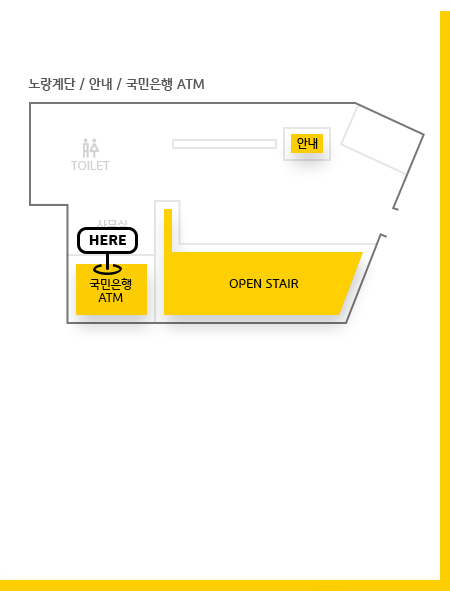 노랑계단 / 안내 / 국민은행 ATM
안내
TOILET
사무실
HERE
국민은행
ATM
OPEN STAIR